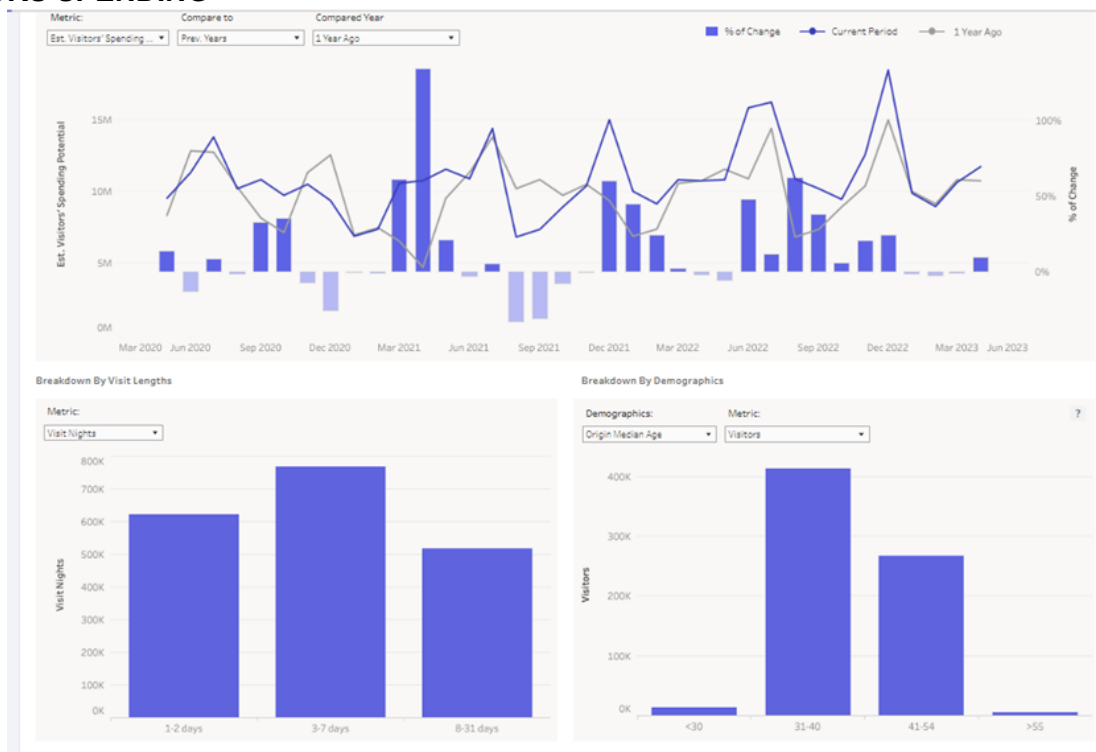 Metric: Compare to Compared Year
Est. Visitors' Spending ... Prev. Years 1 Year Ago
% of Change Current Period 1 Year Ago
15M
10M
5M
0M
Est. Visitors' Spending Potential
100%
50%
0%
% of Change
Mar 2020 Jun 2020 Sep 2020 Dec 2020 Mar 2021 Jun 2021 Sep 2021 Dec 2021 Mar 2022 Jun 2022 Sep 2022 Dec 2022 Mar 2023 Jun 2023
Breakdown By Visit Lengths
Metric:
Visit Nights
800K
700K
600K
500K
400K
300K
200K
100K
0K
Visit Nights
1-2 days 3-7 days 8-31 days
Breakdown By Demographics
Demographics: Metric: ?
Origin Median Age Visitors
400K
300K
200K
100K
0K
Visitors
<30 31-40 41-54 >55